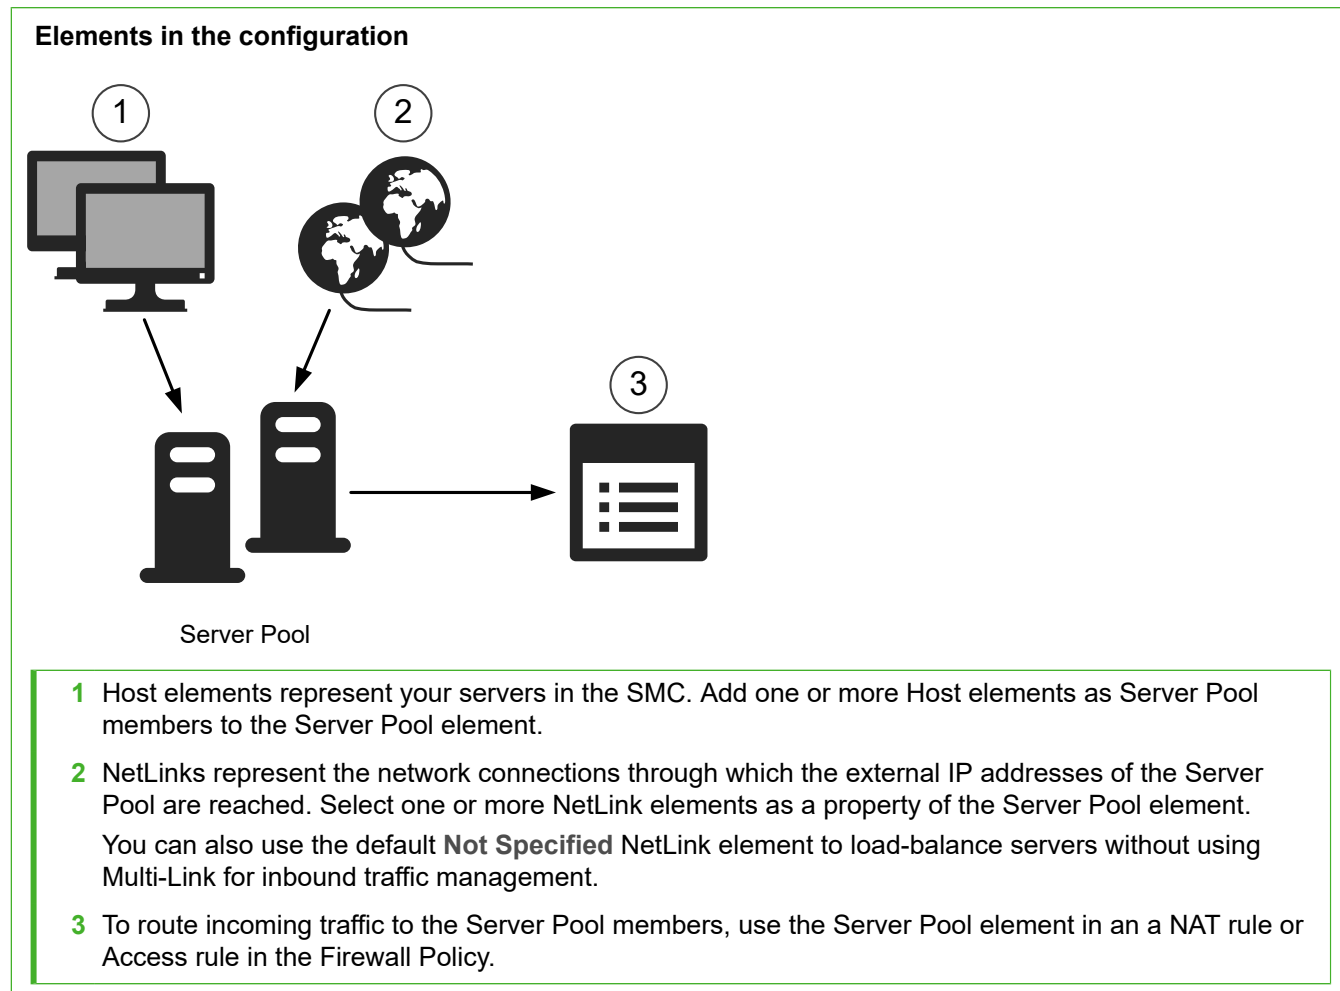 Elements in the configuration
1
2
3
Server Pool
1 Host elements represent your servers in the SMC. Add one or more Host elements as Server Pool
members to the Server Pool element.
2 NetLinks represent the network connections through which the external IP addresses of the Server
Pool are reached. Select one or more NetLink elements as a property of the Server Pool element.
You can also use the default Not Specified NetLink element to load-balance servers without using
Multi-Link for inbound traffic management.
3 To route incoming traffic to the Server Pool members, use the Server Pool element in an a NAT rule or
Access rule in the Firewall Policy.